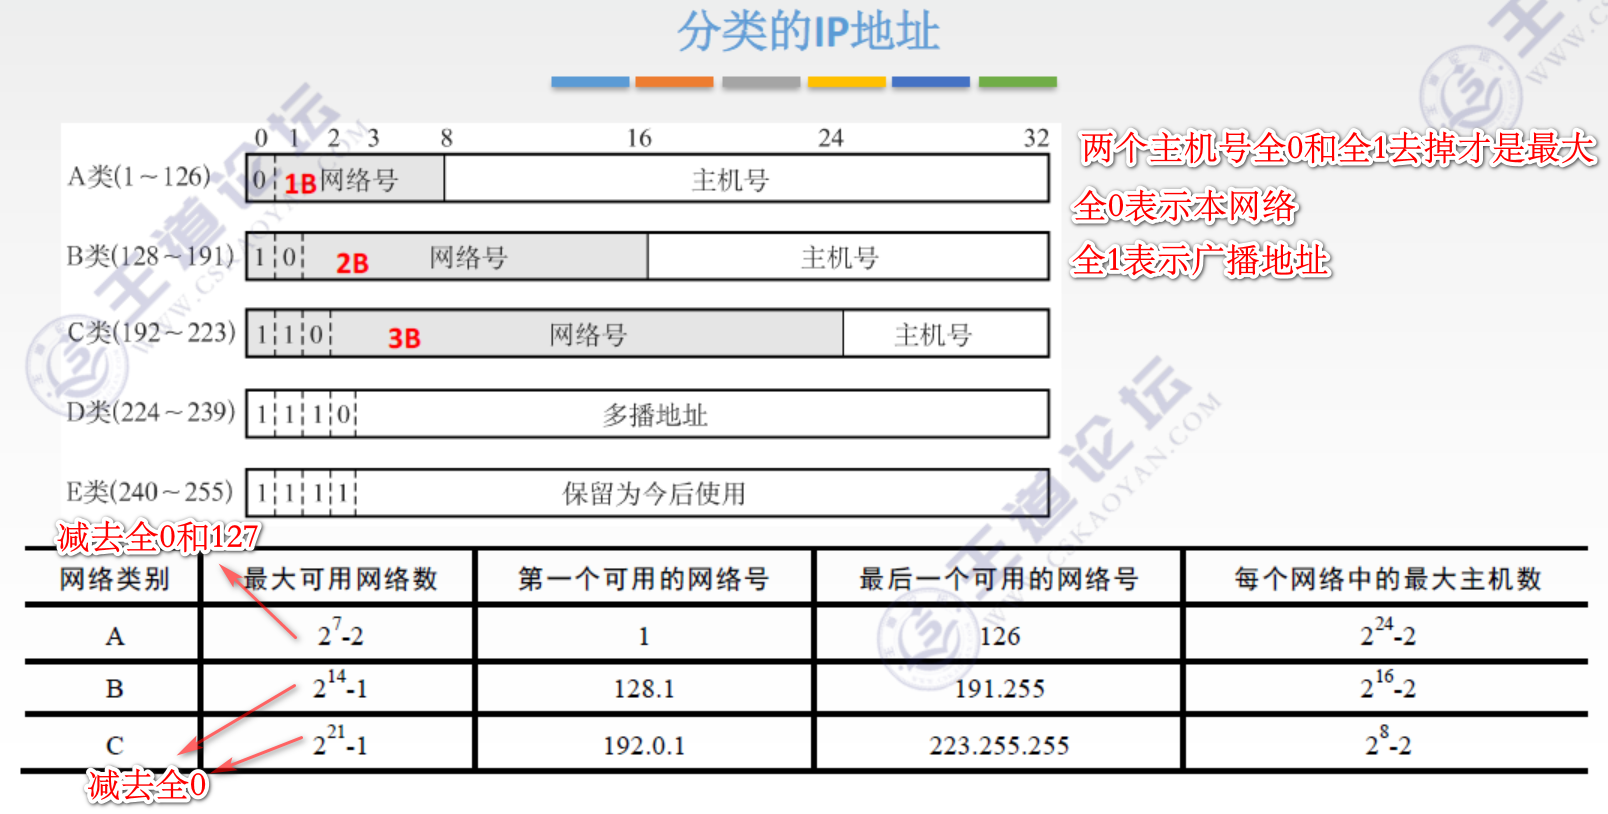 分类的IP地址
0 1 2 3 8 16 24 32
A类(1~126) 0 1B 网络号 主机号
B类(128~191) 1 0 2B 网络号 主机号
C类(192~223) 1 1 0 3B 网络号 主机号
D类(224~239) 1 1 1 0 多播地址
E类(240~255) 1 1 1 1 保留为今后使用
两个主机号全0和全1去掉才是最大
全0表示本网络
全1表示广播地址
减去全0和127
网络类别 最大可用网络数 第一个可用的网络号 最后一个可用的网络号 每个网络中的最大主机数
A 2^7-2 1 126 2^24-2
B 2^14-1 128.1 191.255 2^16-2
C 2^21-1 192.0.1 223.255.255 2^8-2
减去全0
王道论坛
WWW.CSKAOYAN.COM
王道论坛
WWW.CSKAOYAN.COM
王
WWW.CS